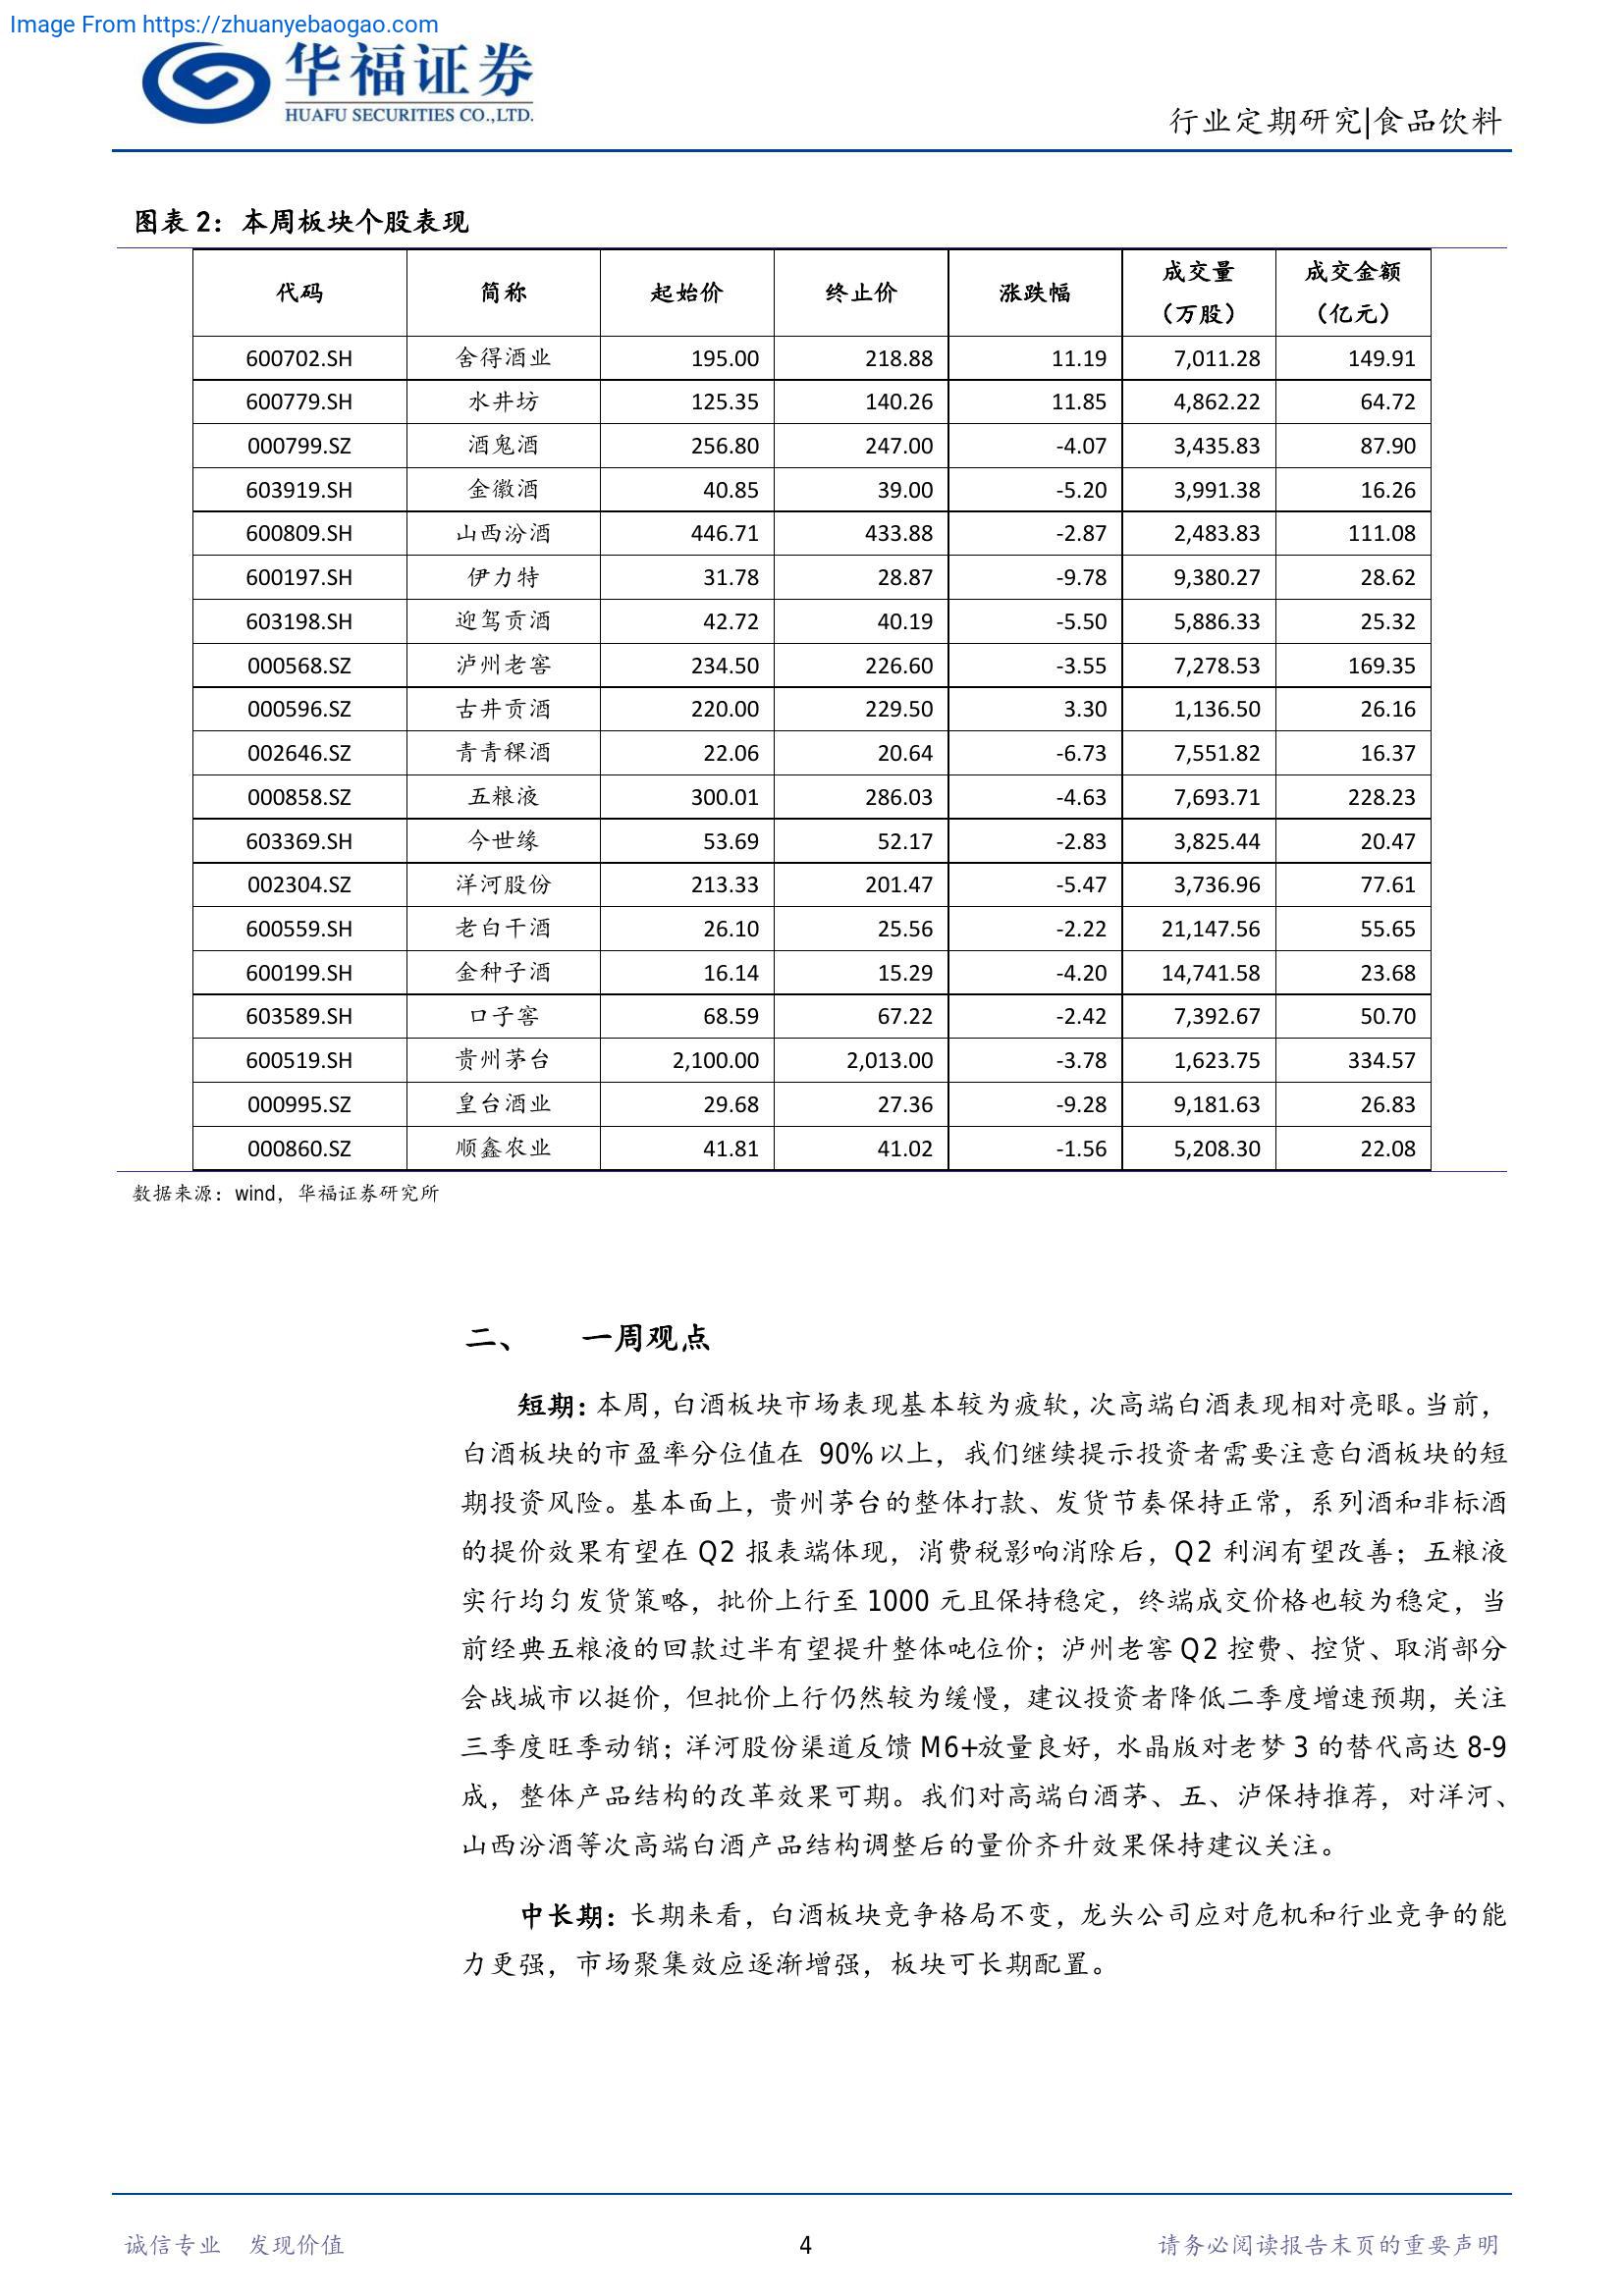 Image From https://zhuanyebaogao.com
华福证券
HUAFU SECURITIES CO.,LTD.
行业定期研究|食品饮料
图表 2：本周板块个股表现
代码 简称 起始价 终止价 涨跌幅 成交量（万股） 成交金额（亿元）
600702.SH 舍得酒业 195.00 218.88 11.19 7,011.28 149.91
600779.SH 水井坊 125.35 140.26 11.85 4,862.22 64.72
000799.SZ 酒鬼酒 256.80 247.00 -4.07 3,435.83 87.90
603919.SH 金徽酒 40.85 39.00 -5.20 3,991.38 16.26
600809.SH 山西汾酒 446.71 433.88 -2.87 2,483.83 111.08
600197.SH 伊力特 31.78 28.87 -9.78 9,380.27 28.62
603198.SH 迎驾贡酒 42.72 40.19 -5.50 5,886.33 25.32
000568.SZ 泸州老窖 234.50 226.60 -3.55 7,278.53 169.35
000596.SZ 古井贡酒 220.00 229.50 3.30 1,136.50 26.16
002646.SZ 青青稞酒 22.06 20.64 -6.73 7,551.82 16.37
000858.SZ 五粮液 300.01 286.03 -4.63 7,693.71 228.23
603369.SH 今世缘 53.69 52.17 -2.83 3,825.44 20.47
002304.SZ 洋河股份 213.33 201.47 -5.47 3,736.96 77.61
600559.SH 老白干酒 26.10 25.56 -2.22 21,147.56 55.65
600199.SH 金种子酒 16.14 15.29 -4.20 14,741.58 23.68
603589.SH 口子窖 68.59 67.22 -2.42 7,392.67 50.70
600519.SH 贵州茅台 2,100.00 2,013.00 -3.78 1,623.75 334.57
000995.SZ 皇台酒业 29.68 27.36 -9.28 9,181.63 26.83
000860.SZ 顺鑫农业 41.81 41.02 -1.56 5,208.30 22.08
数据来源：wind，华福证券研究所
二、 一周观点
短期：本周，白酒板块市场表现基本较为疲软，次高端白酒表现相对亮眼。当前，
白酒板块的市盈率分位值在 90%以上，我们继续提示投资者需要注意白酒板块的短
期投资风险。基本面上，贵州茅台的整体打款、发货节奏保持正常，系列酒和非标酒
的提价效果有望在 Q2 报表端体现，消费税影响消除后，Q2 利润有望改善；五粮液
实行均匀发货策略，批价上行至 1000 元且保持稳定，终端成交价格也较为稳定，当
前经典五粮液的回款过半有望提升整体吨位价；泸州老窖 Q2 控费、控货、取消部分
会战城市以挺价，但批价上行仍然较为缓慢，建议投资者降低二季度增速预期，关注
三季度旺季动销；洋河股份渠道反馈 M6+放量良好，水晶版对老梦 3 的替代高达 8-9
成，整体产品结构的改革效果可期。我们对高端白酒茅、五、泸保持推荐，对洋河、
山西汾酒等次高端白酒产品结构调整后的量价齐升效果保持建议关注。
中长期：长期来看，白酒板块竞争格局不变，龙头公司应对危机和行业竞争的能
力更强，市场聚集效应逐渐增强，板块可长期配置。
诚信专业 发现价值 4 请务必阅读报告末页的重要声明